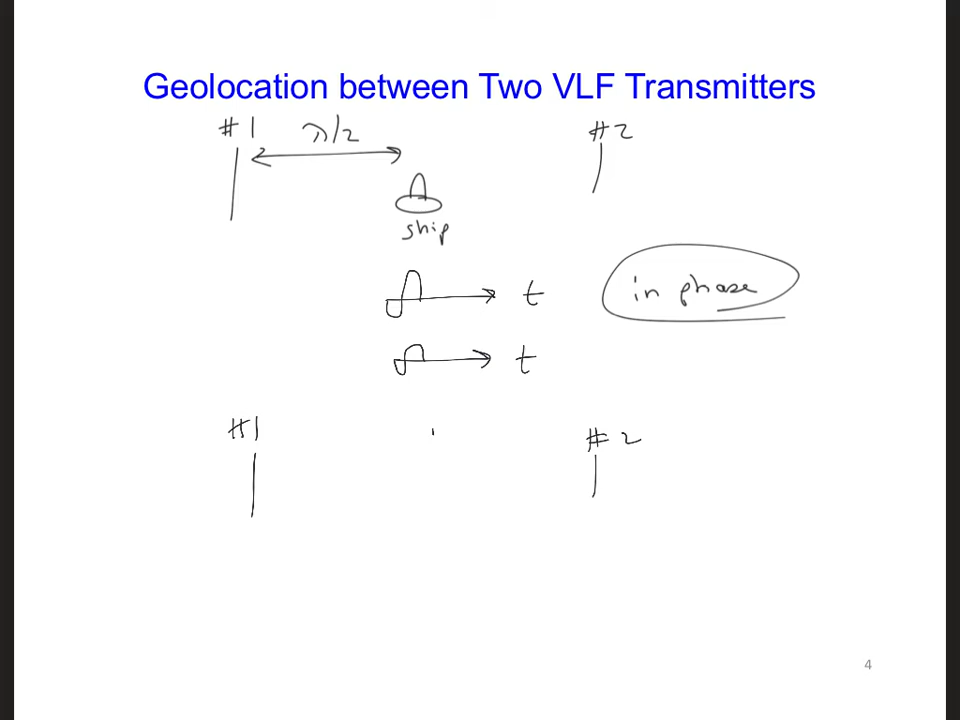 Geolocation between Two VLF Transmitters
#1 λ/2 #2
ship
t in phase
t
#1 #2
4